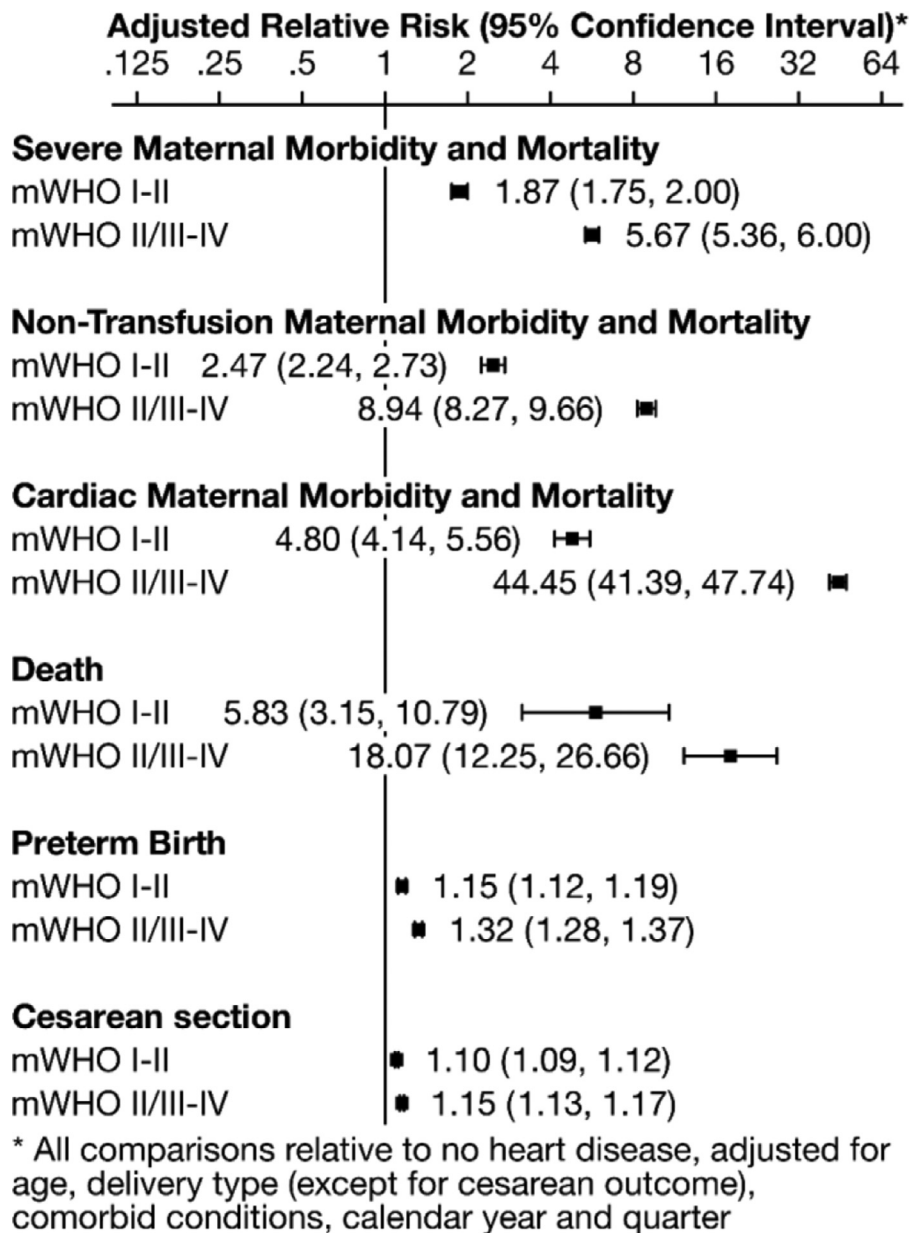 Adjusted Relative Risk (95% Confidence Interval)*
.125 .25 .5 1 2 4 8 16 32 64
Severe Maternal Morbidity and Mortality
mWHO I-II 1.87 (1.75, 2.00)
mWHO II/III-IV 5.67 (5.36, 6.00)
Non-Transfusion Maternal Morbidity and Mortality
mWHO I-II 2.47 (2.24, 2.73)
mWHO II/III-IV 8.94 (8.27, 9.66)
Cardiac Maternal Morbidity and Mortality
mWHO I-II 4.80 (4.14, 5.56)
mWHO II/III-IV 44.45 (41.39, 47.74)
Death
mWHO I-II 5.83 (3.15, 10.79)
mWHO II/III-IV 18.07 (12.25, 26.66)
Preterm Birth
mWHO I-II 1.15 (1.12, 1.19)
mWHO II/III-IV 1.32 (1.28, 1.37)
Cesarean section
mWHO I-II 1.10 (1.09, 1.12)
mWHO II/III-IV 1.15 (1.13, 1.17)
* All comparisons relative to no heart disease, adjusted for
age, delivery type (except for cesarean outcome),
comorbid conditions, calendar year and quarter